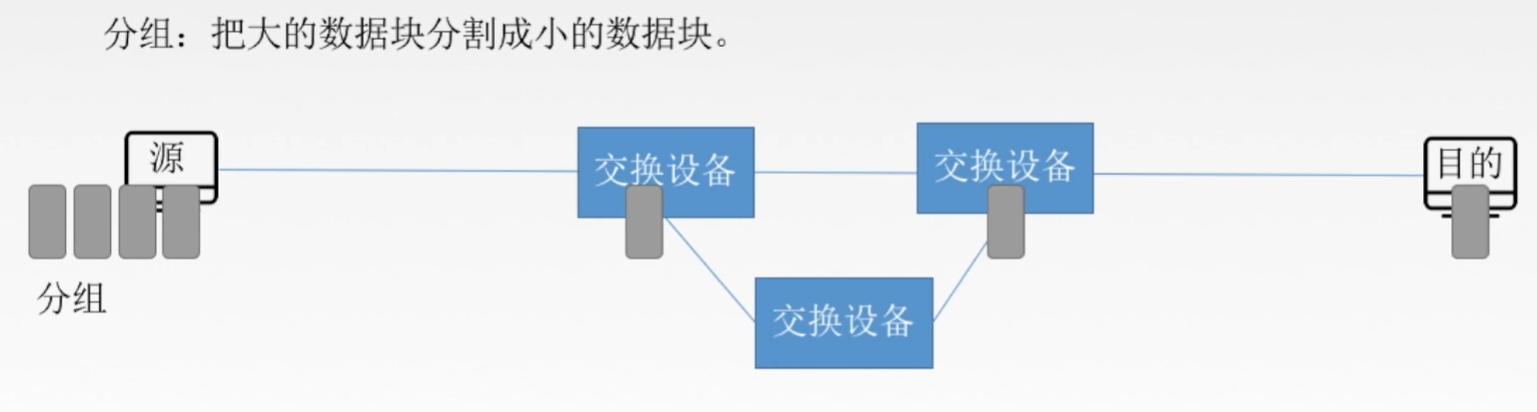 分组：把大的数据块分割成小的数据块。
源
交换设备
交换设备
目的
分组
交换设备